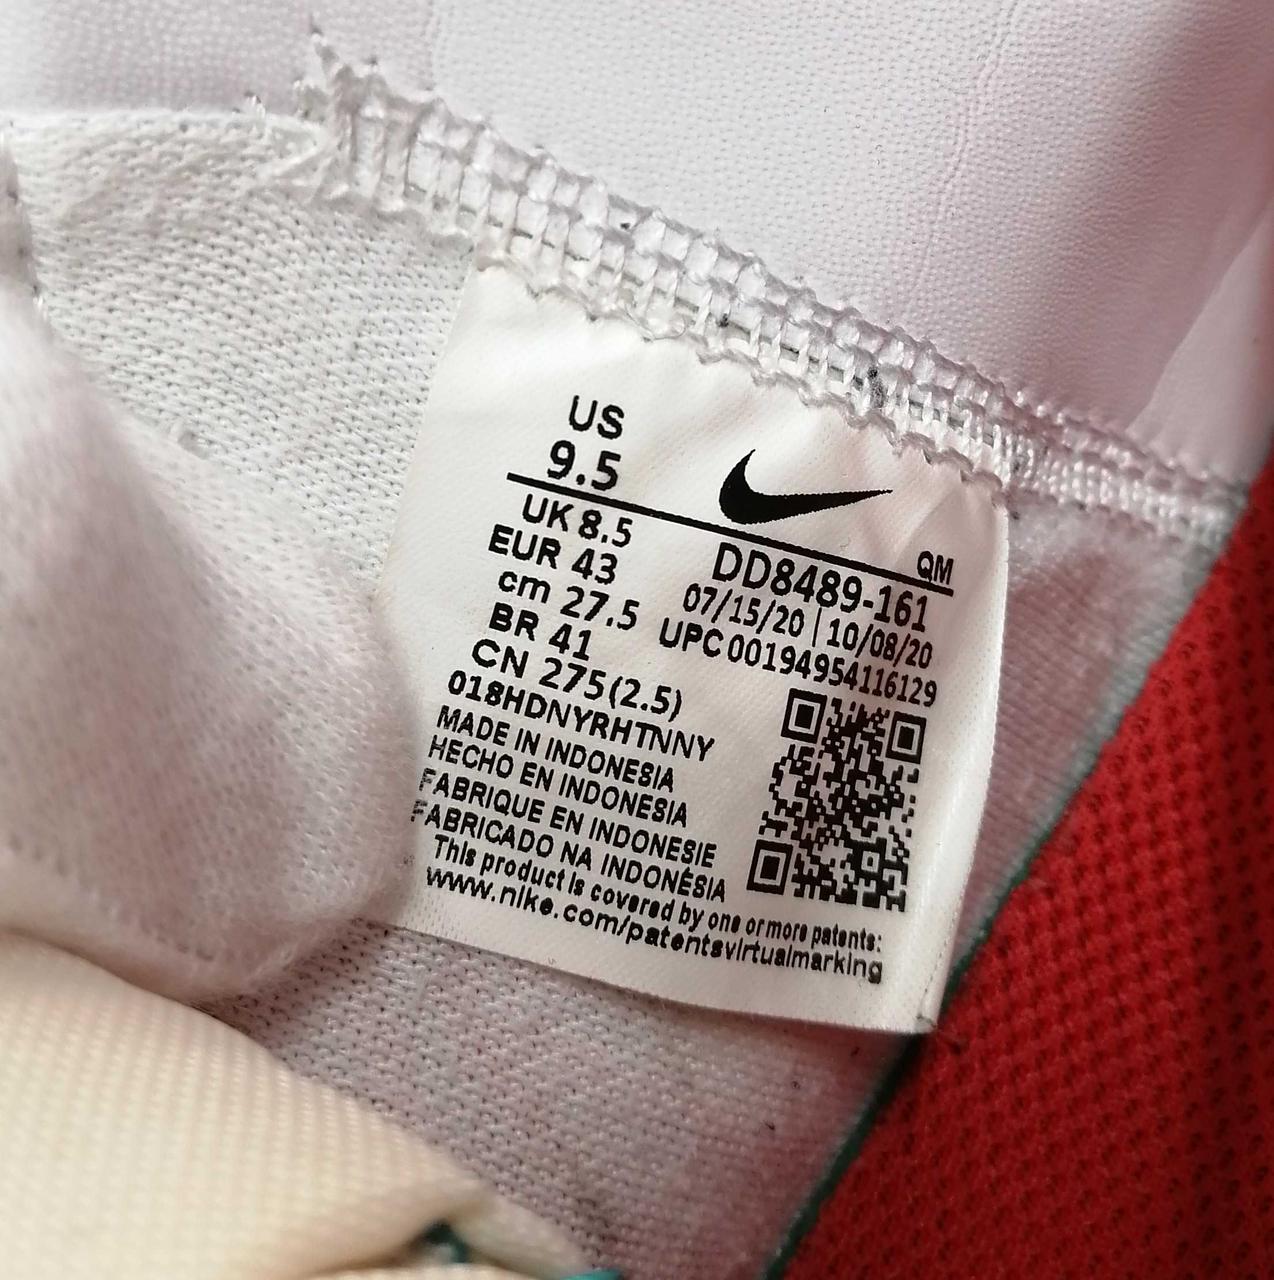 US
9.5
UK 8.5
EUR 43
cm 27.5
BR 41
CN 275(2.5)
QM
DD8489-161
07/15/20 | 10/08/20
UPC 00194954116129
018HDNYRHTNNY
MADE IN INDONESIA
HECHO EN INDONESIA
FABRIQUE EN INDONESIE
FABRICADO NA INDONÉSIA
This product is covered by one or more patents:
www.nike.com/patentsvirtualmarking